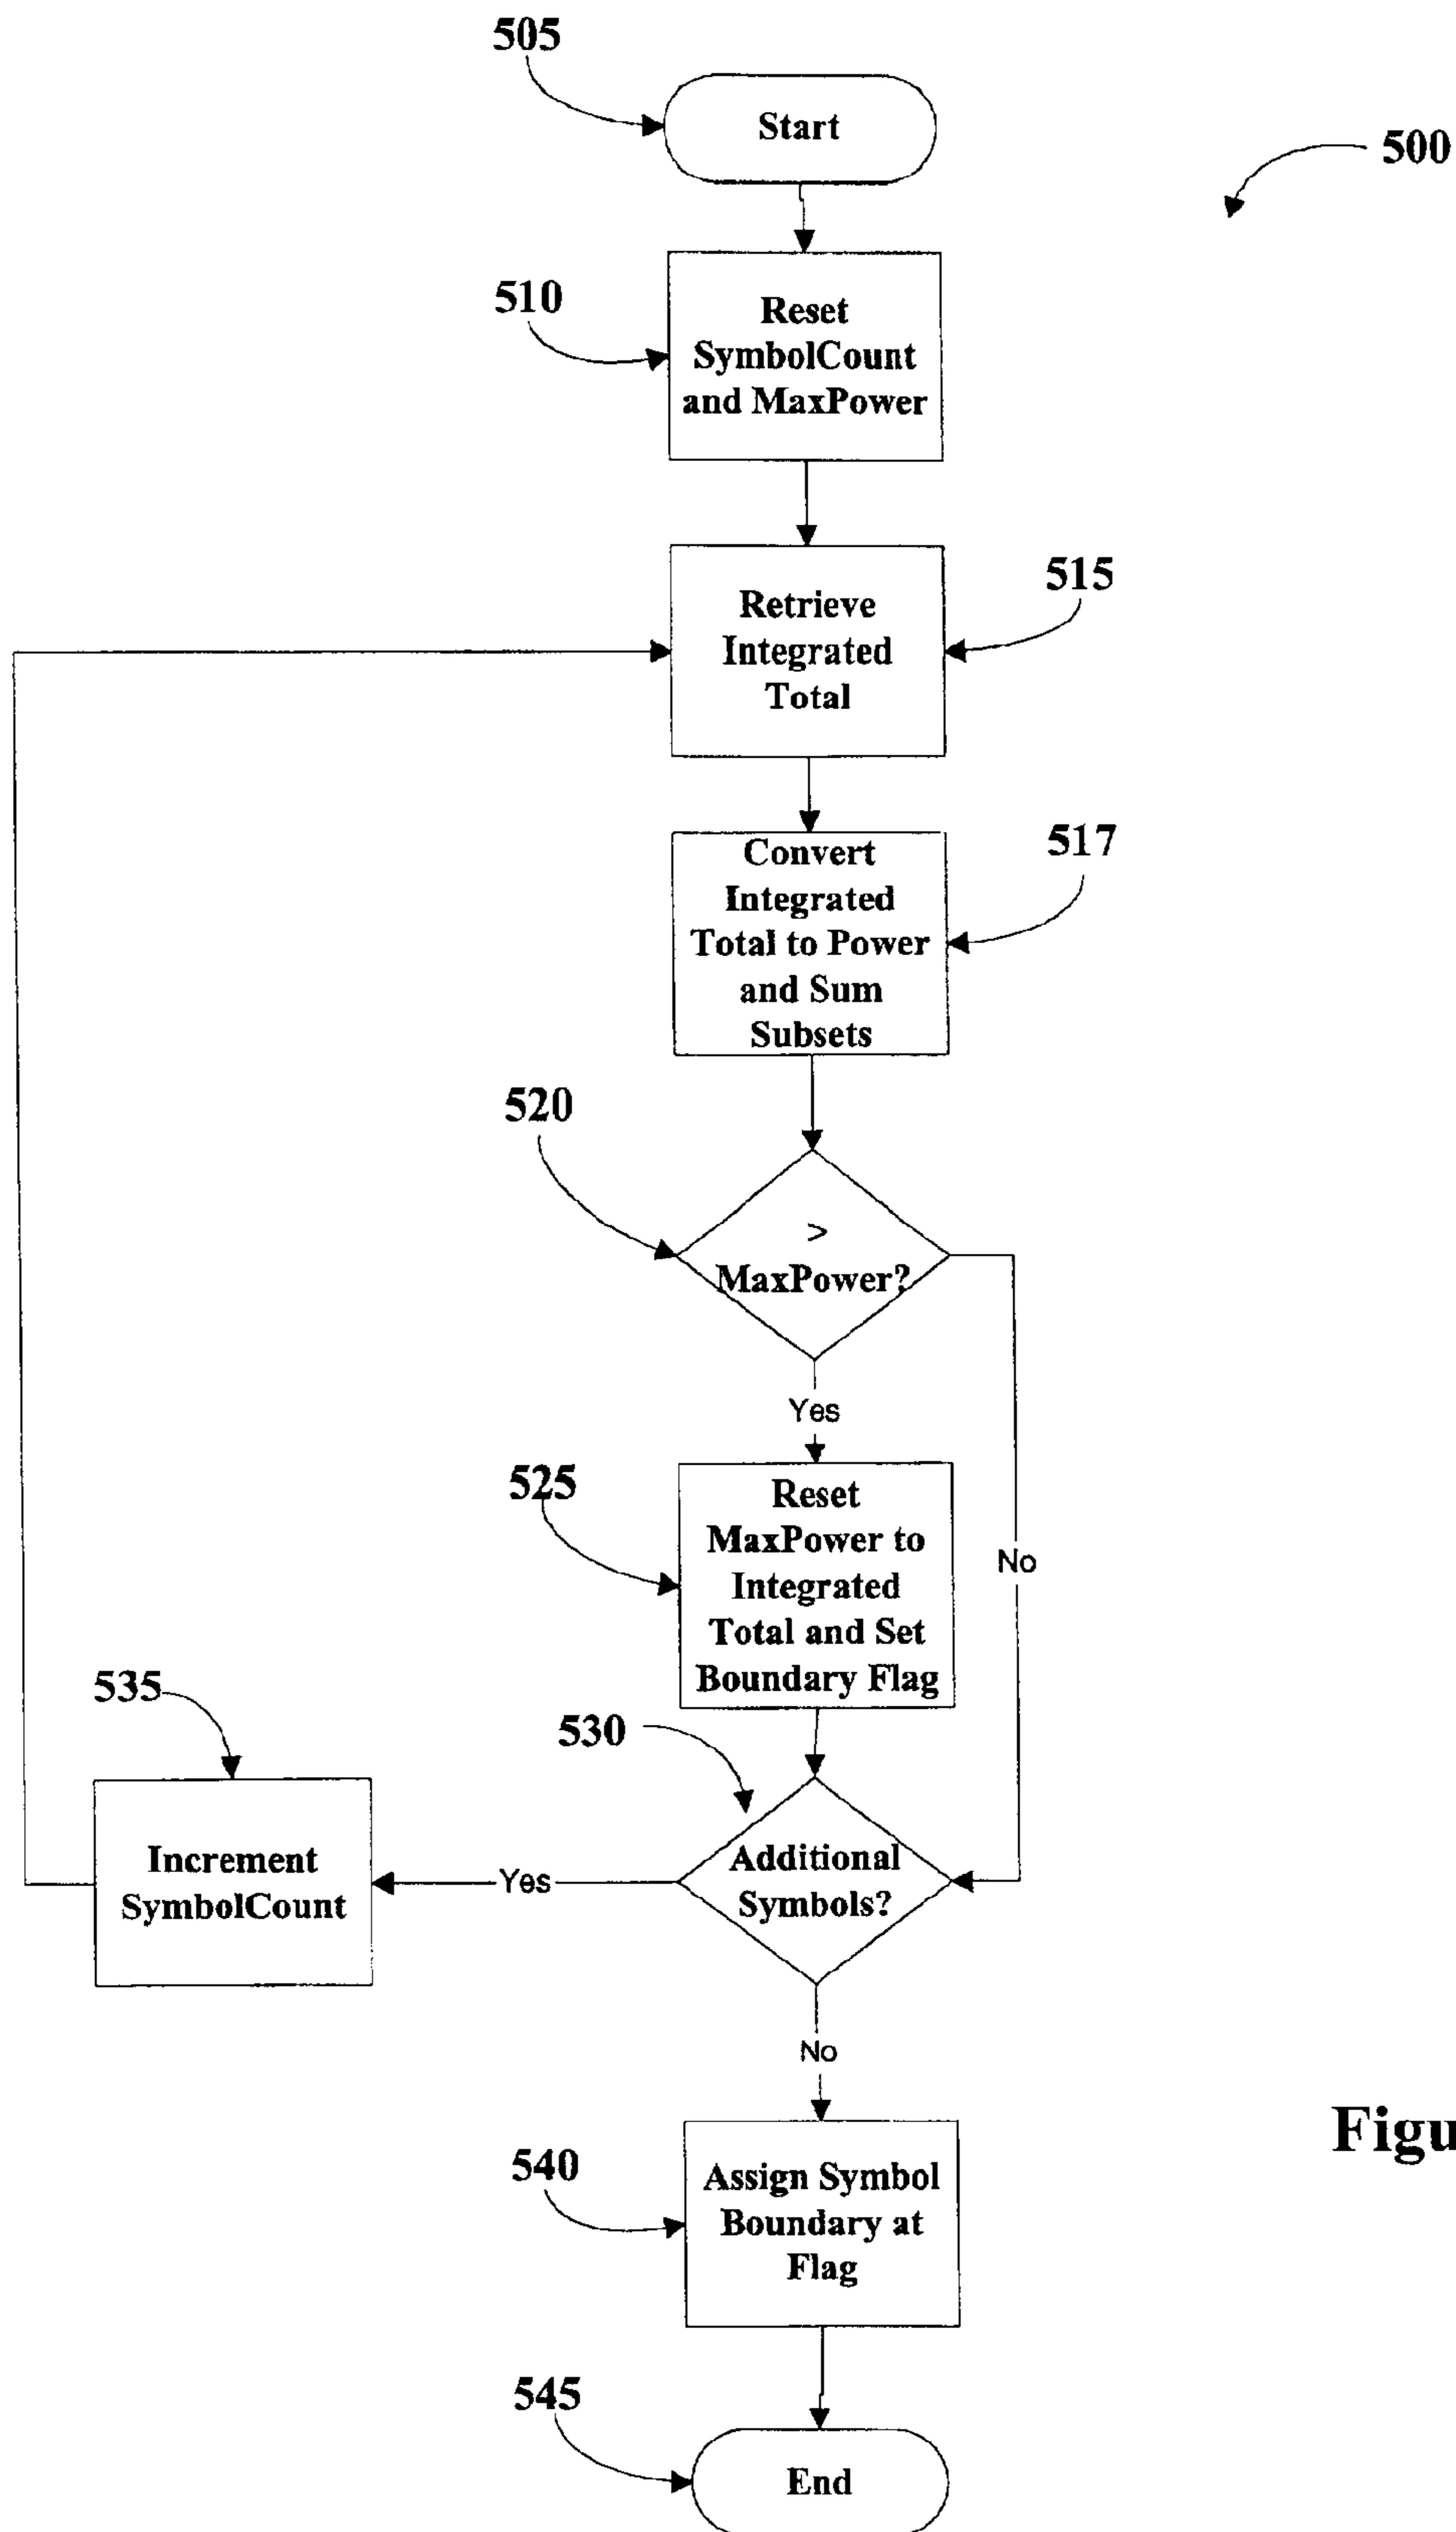 505
Start
500
510
Reset
SymbolCount
and MaxPower
515
Retrieve
Integrated
Total
517
Convert
Integrated
Total to Power
and Sum
Subsets
520
>
MaxPower?
Yes
525
Reset
MaxPower to
Integrated
Total and Set
Boundary Flag
No
535
530
Increment
SymbolCount
Yes
Additional
Symbols?
No
Figu
540
Assign Symbol
Boundary at
Flag
545
End